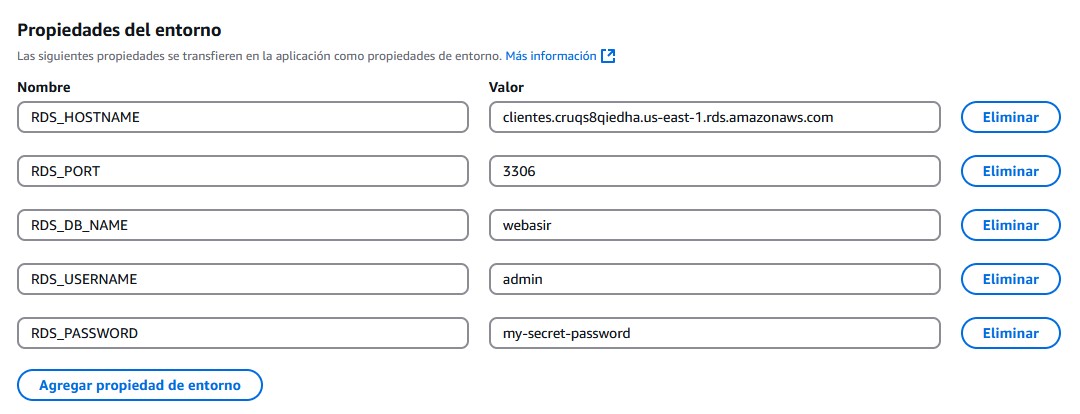 Propiedades del entorno
Las siguientes propiedades se transfieren en la aplicación como propiedades de entorno. Más información
Nombre Valor
RDS_HOSTNAME clientes.cruqs8qiedha.us-east-1.rds.amazonaws.com Eliminar
RDS_PORT 3306 Eliminar
RDS_DB_NAME webasir Eliminar
RDS_USERNAME admin Eliminar
RDS_PASSWORD my-secret-password Eliminar
Agregar propiedad de entorno